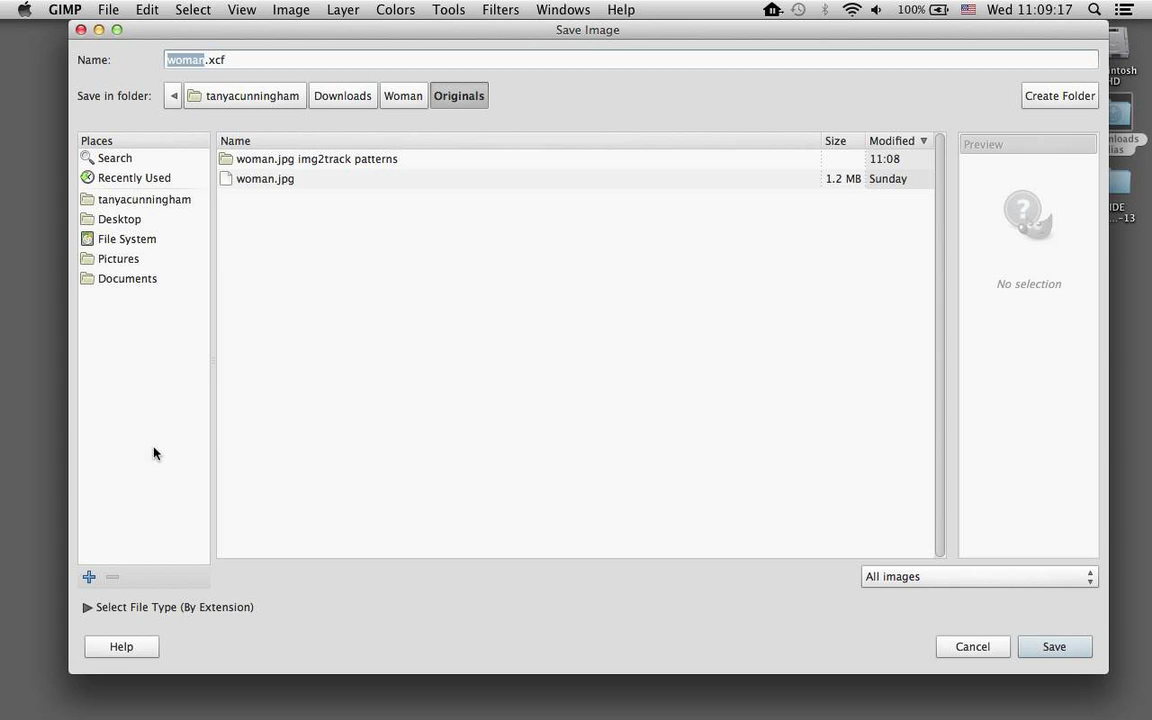 GIMP File Edit Select View Image Layer Colors Tools Filters Windows Help 100% Wed 11:09:17
Save Image
Name: woman.xcf
Save in folder: tanyacunningham Downloads Woman Originals Create Folder
Places Name Size Modified Preview
Search woman.jpg img2track patterns 11:08
Recently Used woman.jpg 1.2 MB Sunday
tanyacunningham
Desktop
File System
Pictures
Documents
No selection
All images
Select File Type (By Extension)
Help Cancel Save